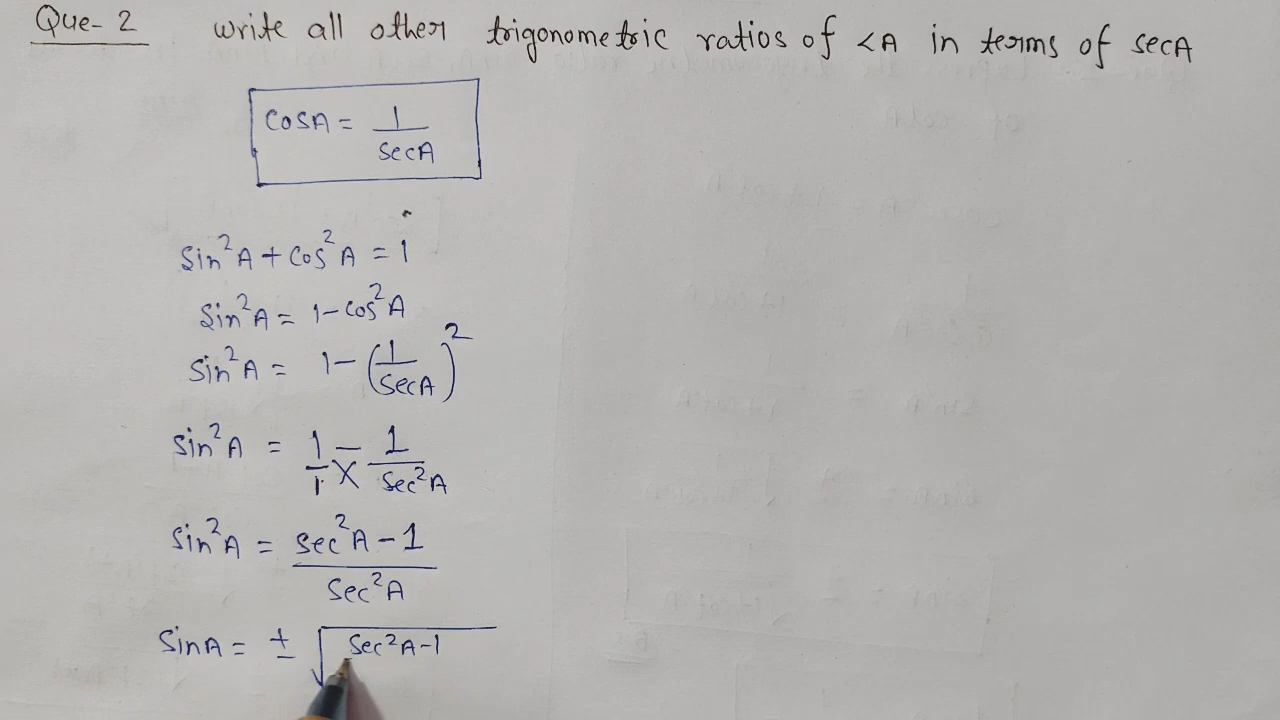 Que-2 write all other trigonometric ratios of <A in terms of secA
cosA = 1/secA
sin²A + cos²A = 1
sin²A = 1-cos²A
sin²A = 1-(1/secA)²
sin²A = 1/1 - 1/sec²A
sin²A = sec²A-1/sec²A
sinA = ± √sec²A-1